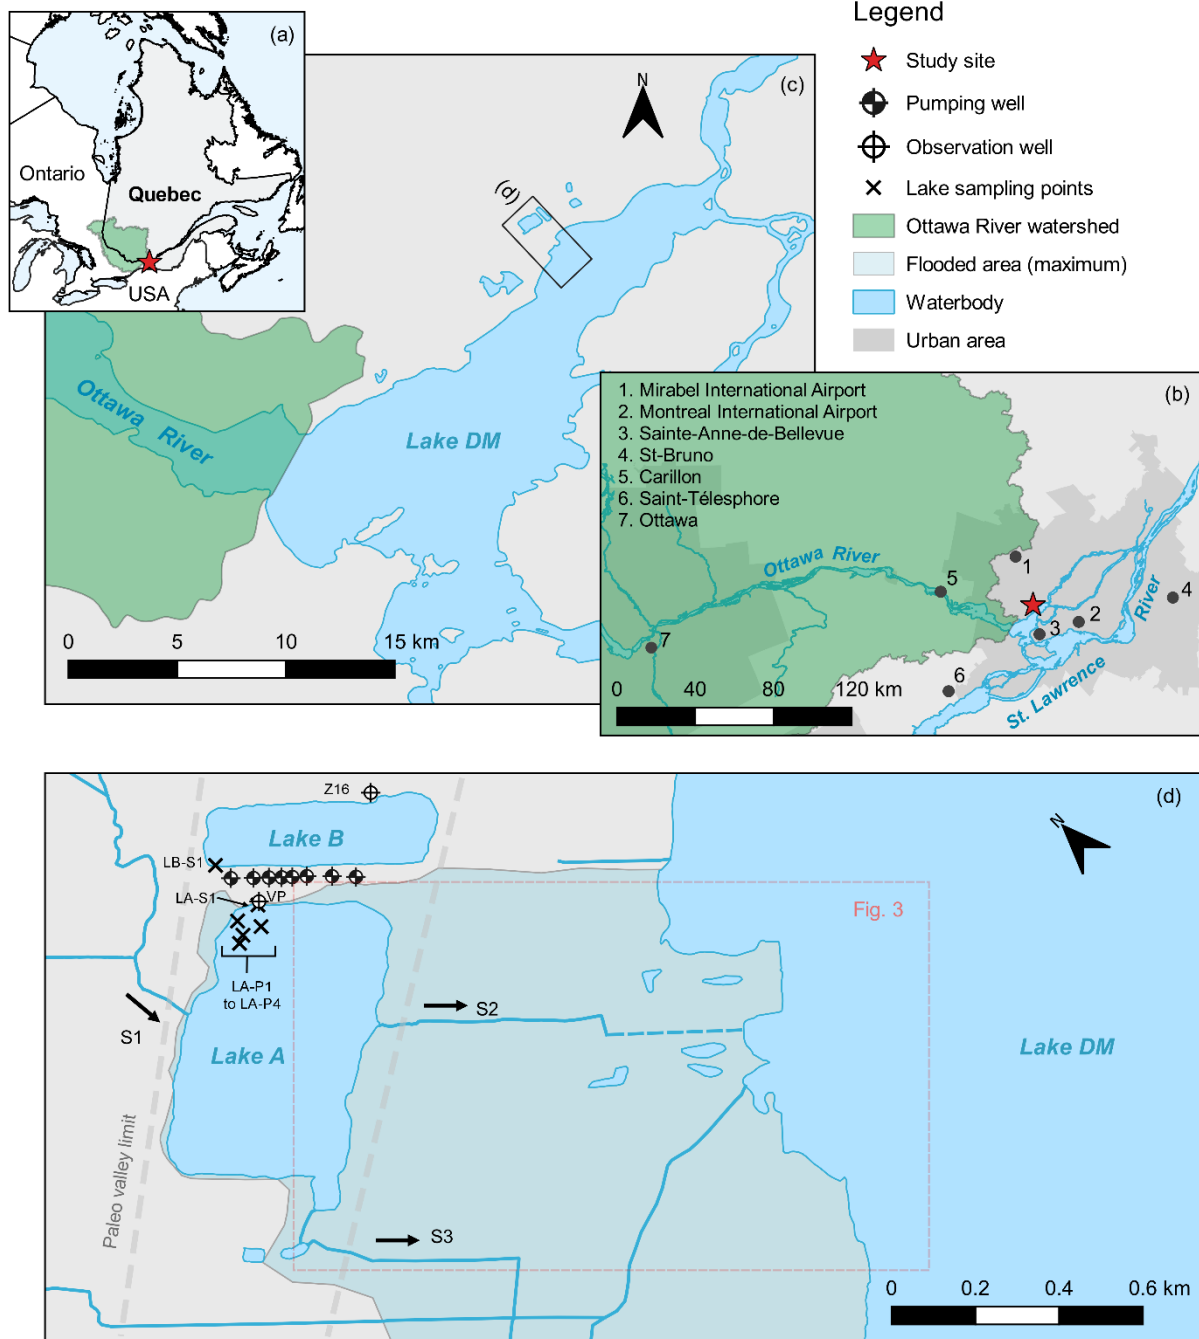 (a)
Ontario
Quebec
USA
(c)
N
(d)
Ottawa River
Lake DM
0 5 10 15 km
Legend
Study site
Pumping well
Observation well
Lake sampling points
Ottawa River watershed
Flooded area (maximum)
Waterbody
Urban area
(b)
1. Mirabel International Airport
2. Montreal International Airport
3. Sainte-Anne-de-Bellevue
4. St-Bruno
5. Carillon
6. Saint-Télesphore
7. Ottawa
Ottawa River
5
1
4
2
3
7
6
St. Lawrence River
0 40 80 120 km
(d)
Z16
N
Lake B
LB-S1
LA-S1
VP
Fig. 3
LA-P1
to LA-P4
S1
S2
Lake A
Lake DM
Paleo valley limit
S3
0 0.2 0.4 0.6 km